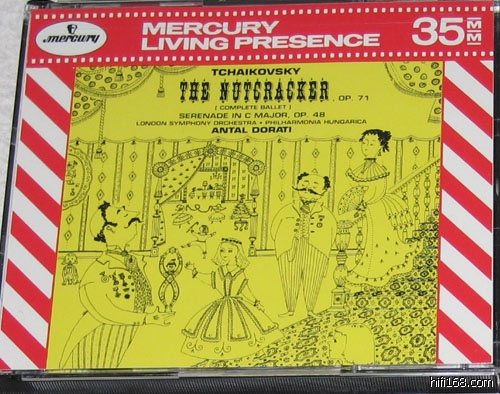 mercury
MERCURY
LIVING PRESENCE
35MM
TCHAIKOVSKY
THE NUTCRACKER, OP. 71
(COMPLETE BALLET)
SERENADE IN C MAJOR, OP. 48
LONDON SYMPHONY ORCHESTRA • PHILHARMONIA HUNGARICA
ANTAL DORATI
hifi168.com